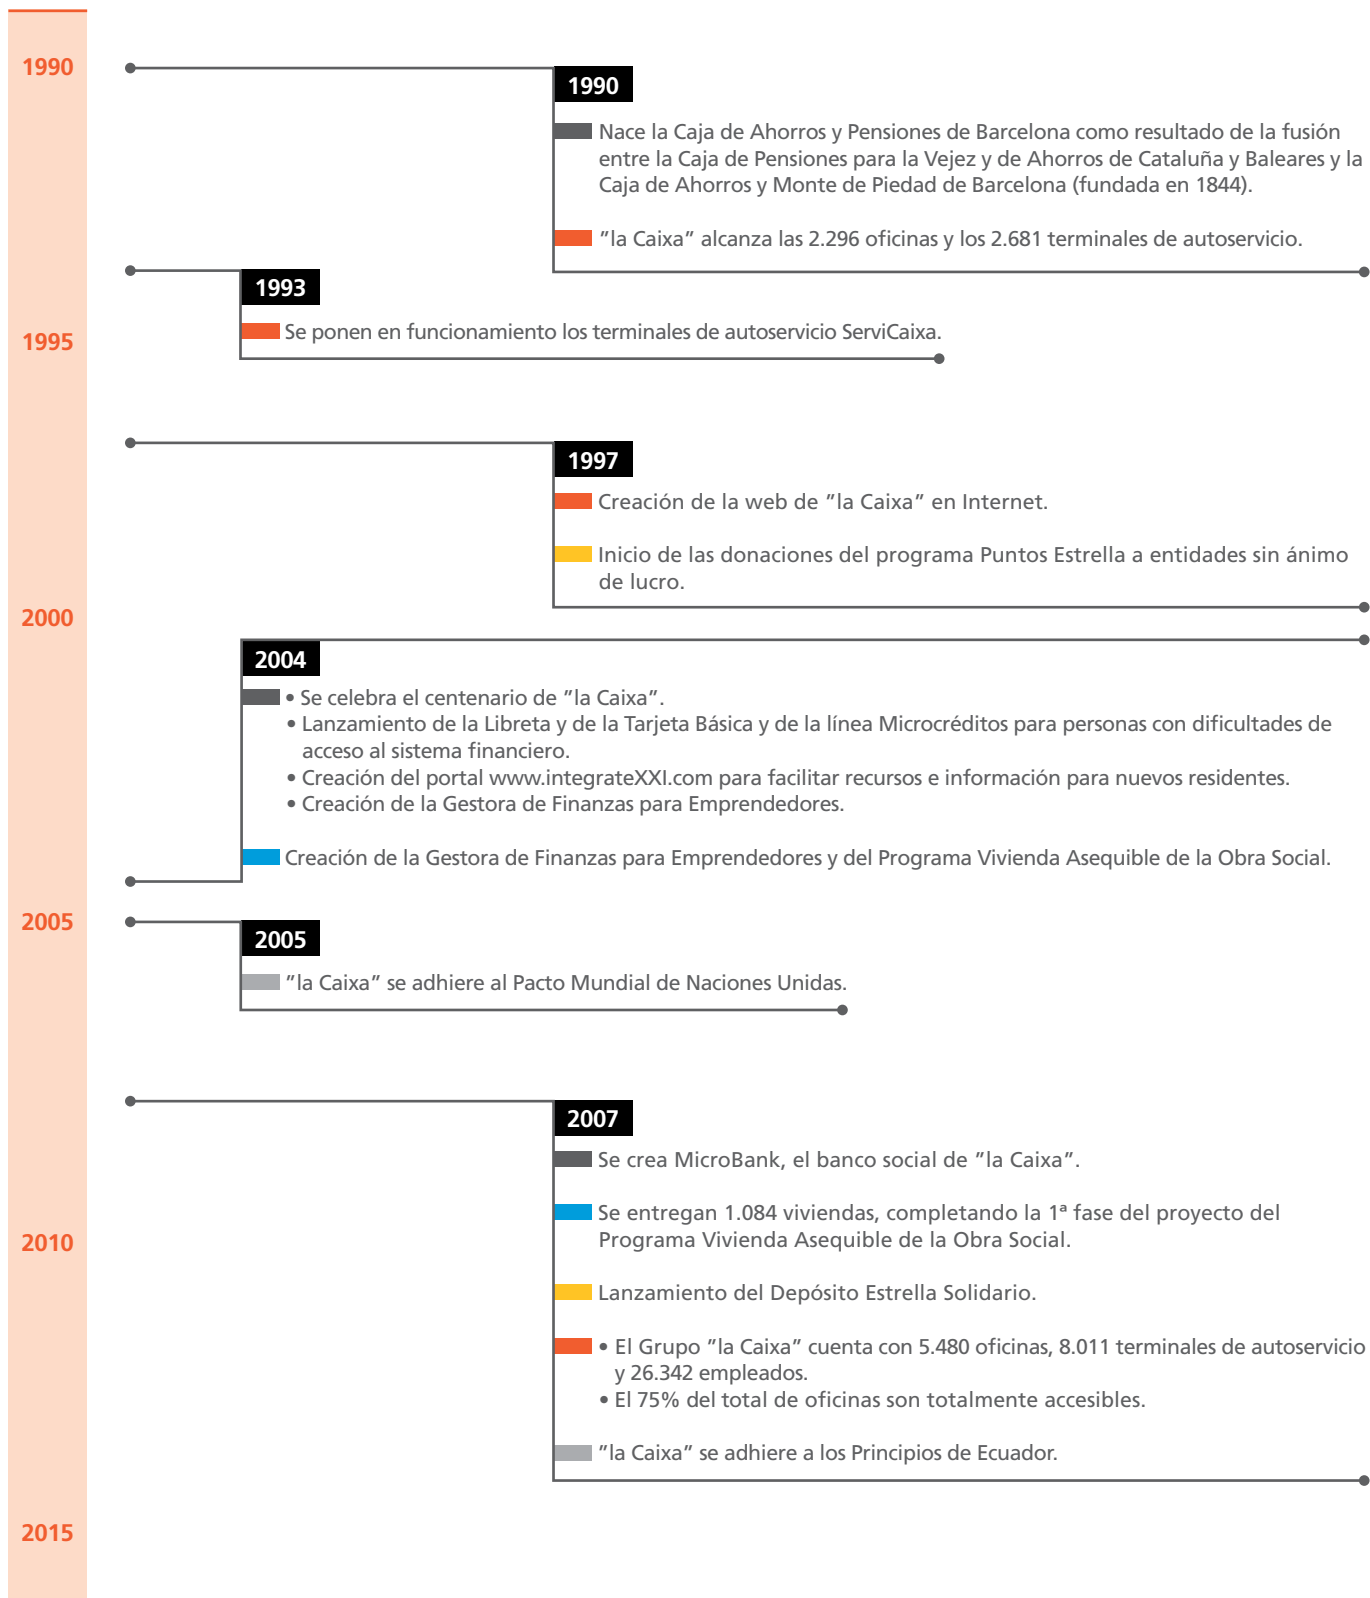 1990
1990
Nace la Caja de Ahorros y Pensiones de Barcelona como resultado de la fusión
entre la Caja de Pensiones para la Vejez y de Ahorros de Cataluña y Baleares y la
Caja de Ahorros y Monte de Piedad de Barcelona (fundada en 1844).
”la Caixa” alcanza las 2.296 oficinas y los 2.681 terminales de autoservicio.
1993
Se ponen en funcionamiento los terminales de autoservicio ServiCaixa.
1995
1997
Creación de la web de ”la Caixa” en Internet.
Inicio de las donaciones del programa Puntos Estrella a entidades sin ánimo
de lucro.
2000
2004
• Se celebra el centenario de ”la Caixa”.
• Lanzamiento de la Libreta y de la Tarjeta Básica y de la línea Microcréditos para personas con dificultades de
acceso al sistema financiero.
• Creación del portal www.integrateXXI.com para facilitar recursos e información para nuevos residentes.
• Creación de la Gestora de Finanzas para Emprendedores.
Creación de la Gestora de Finanzas para Emprendedores y del Programa Vivienda Asequible de la Obra Social.
2005
2005
”la Caixa” se adhiere al Pacto Mundial de Naciones Unidas.
2007
Se crea MicroBank, el banco social de ”la Caixa”.
Se entregan 1.084 viviendas, completando la 1ª fase del proyecto del
Programa Vivienda Asequible de la Obra Social.
2010
Lanzamiento del Depósito Estrella Solidario.
• El Grupo ”la Caixa” cuenta con 5.480 oficinas, 8.011 terminales de autoservicio
y 26.342 empleados.
• El 75% del total de oficinas son totalmente accesibles.
”la Caixa” se adhiere a los Principios de Ecuador.
2015